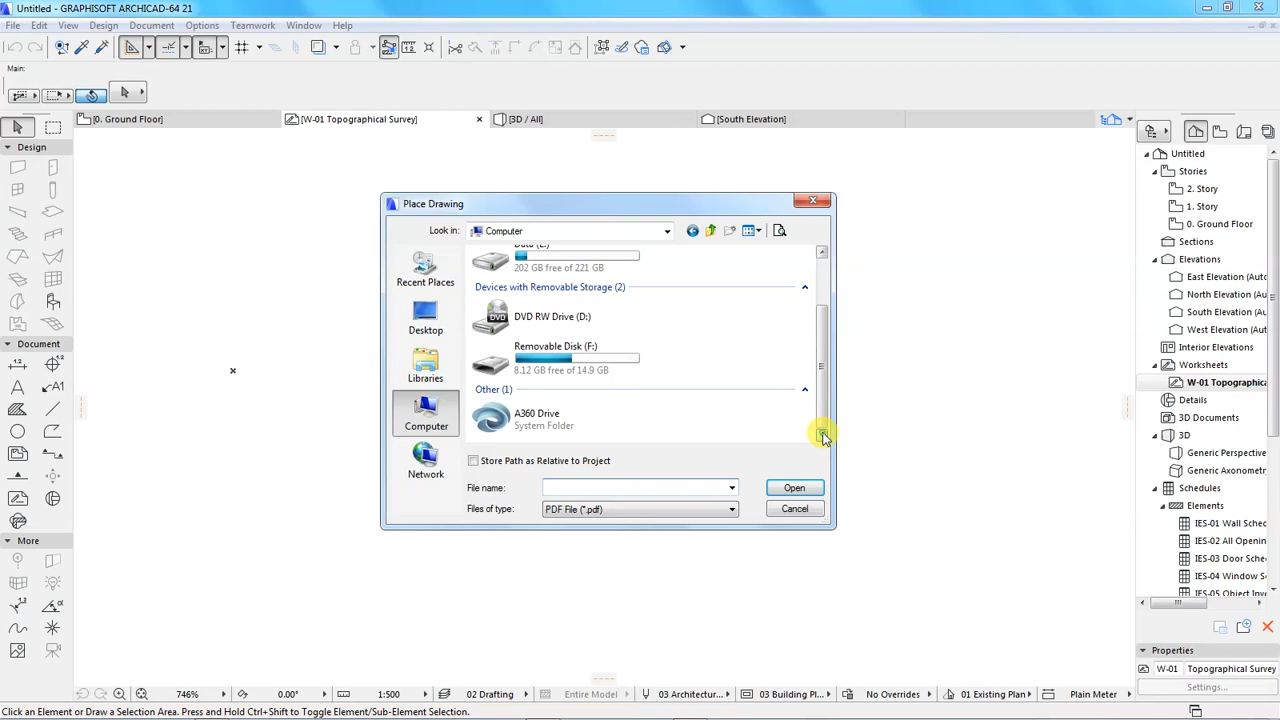 Untitled - GRAPHISOFT ARCHICAD-64 21
File Edit View Design Document Options Teamwork Window Help
Main:
[0. Ground Floor] [W-01 Topographical Survey] [3D / All] [South Elevation]
Design
Document
More
Place Drawing
Look in: Computer
Recent Places
Desktop
Libraries
Computer
Network
Data (E:)
202 GB free of 221 GB
Devices with Removable Storage (2)
DVD RW Drive (D:)
DVD
Removable Disk (F:)
8.12 GB free of 14.9 GB
Other (1)
A360 Drive
System Folder
Store Path as Relative to Project
File name: Open
Files of type: PDF File (*.pdf) Cancel
Untitled
Stories
2. Story
1. Story
0. Ground Floor
Sections
Elevations
East Elevation (Au
North Elevation (Au
South Elevation (Au
West Elevation (Aut
Interior Elevations
Worksheets
W-01 Topographica
Details
3D Documents
3D
Generic Perspective
Generic Axonometr
Schedules
Elements
IES-01 Wall Sched
IES-02 All Opening
IES-03 Door Sche
IES-04 Window S
IES-05 Object Inve
Properties
W-01 Topographical Survey
Settings...
746% 0.00° 1:500 02 Drafting Entire Model 03 Architectur... 03 Building Pl... No Overrides 01 Existing Plan Plain Meter
Click an Element or Draw a Selection Area. Press and Hold Ctrl+Shift to Toggle Element/Sub-Element Selection.